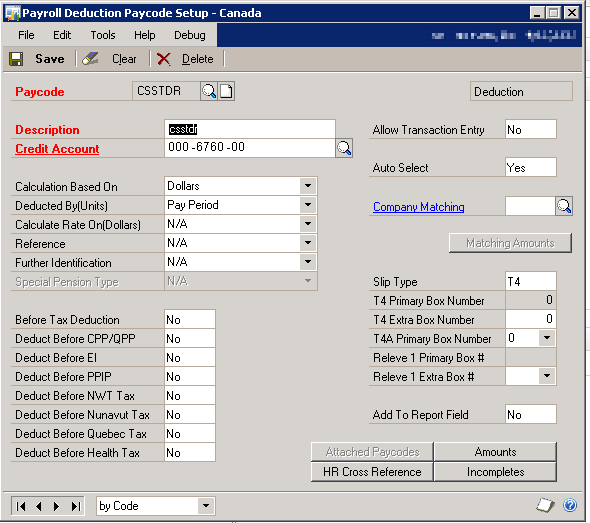 Payroll Deduction Paycode Setup - Canada
File Edit Tools Help Debug
Save Clear Delete
Paycode CSSTDR Deduction
Description csstdr Allow Transaction Entry No
Credit Account 000 -6760 -00
Auto Select Yes
Calculation Based On Dollars
Deducted By(Units) Pay Period Company Matching
Calculate Rate On(Dollars) N/A
Reference N/A Matching Amounts
Further Identification N/A
Special Pension Type N/A Slip Type T4
T4 Primary Box Number 0
Before Tax Deduction No T4 Extra Box Number 0
Deduct Before CPP/QPP No T4A Primary Box Number 0
Deduct Before EI No Releve 1 Primary Box #
Deduct Before PPIP No Releve 1 Extra Box #
Deduct Before NWT Tax No
Deduct Before Nunavut Tax No Add To Report Field No
Deduct Before Quebec Tax No
Deduct Before Health Tax No Attached Paycodes Amounts
HR Cross Reference Incompletes
by Code